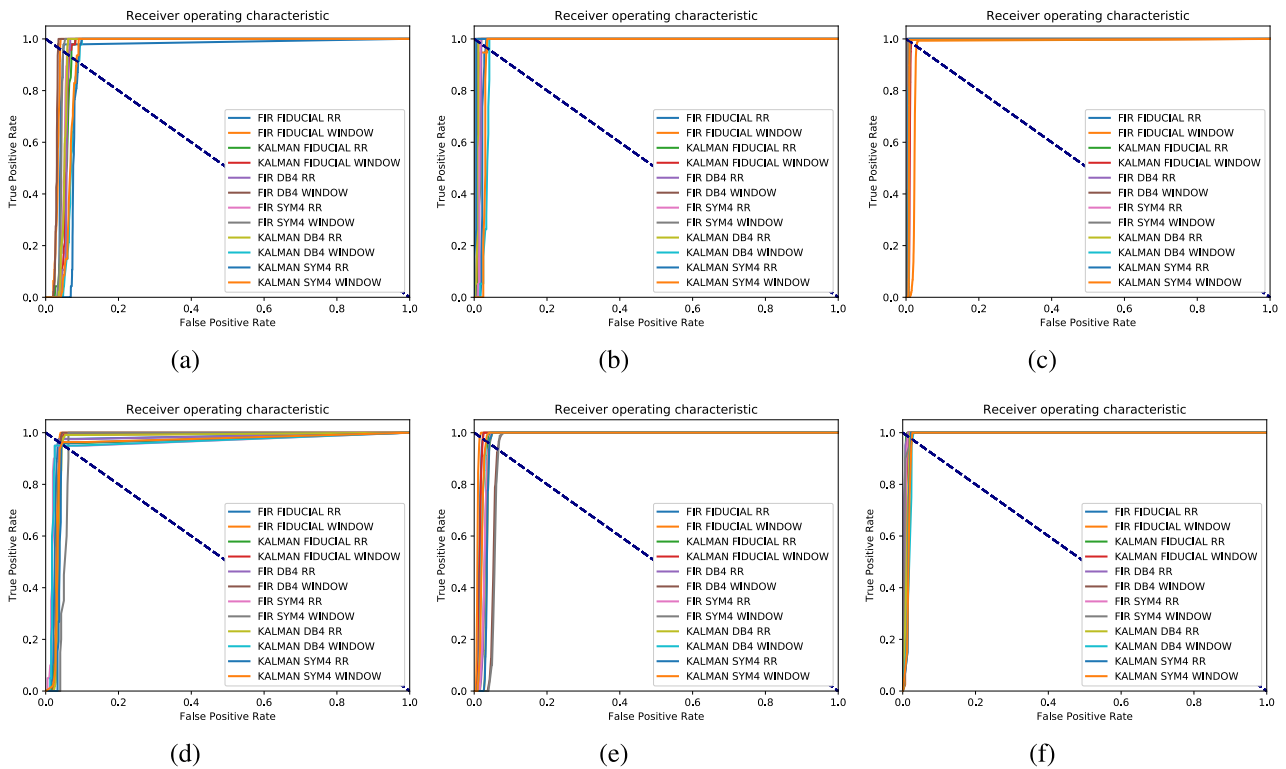 Receiver operating characteristic
1.0
0.8
0.6
0.4
0.2
0.0
True Positive Rate
FIR FIDUCIAL RR
FIR FIDUCIAL WINDOW
KALMAN FIDUCIAL RR
KALMAN FIDUCIAL WINDOW
FIR DB4 RR
FIR DB4 WINDOW
FIR SYM4 RR
FIR SYM4 WINDOW
KALMAN DB4 RR
KALMAN DB4 WINDOW
KALMAN SYM4 RR
KALMAN SYM4 WINDOW
0.0 0.2 0.4 0.6 0.8 1.0
False Positive Rate
(a)
Receiver operating characteristic
1.0
0.8
0.6
0.4
0.2
0.0
True Positive Rate
FIR FIDUCIAL RR
FIR FIDUCIAL WINDOW
KALMAN FIDUCIAL RR
KALMAN FIDUCIAL WINDOW
FIR DB4 RR
FIR DB4 WINDOW
FIR SYM4 RR
FIR SYM4 WINDOW
KALMAN DB4 RR
KALMAN DB4 WINDOW
KALMAN SYM4 RR
KALMAN SYM4 WINDOW
0.0 0.2 0.4 0.6 0.8 1.0
False Positive Rate
(b)
Receiver operating characteristic
1.0
0.8
0.6
0.4
0.2
0.0
True Positive Rate
FIR FIDUCIAL RR
FIR FIDUCIAL WINDOW
KALMAN FIDUCIAL RR
KALMAN FIDUCIAL WINDOW
FIR DB4 RR
FIR DB4 WINDOW
FIR SYM4 RR
FIR SYM4 WINDOW
KALMAN DB4 RR
KALMAN DB4 WINDOW
KALMAN SYM4 RR
KALMAN SYM4 WINDOW
0.0 0.2 0.4 0.6 0.8 1.0
False Positive Rate
(c)
Receiver operating characteristic
1.0
0.8
0.6
0.4
0.2
0.0
True Positive Rate
FIR FIDUCIAL RR
FIR FIDUCIAL WINDOW
KALMAN FIDUCIAL RR
KALMAN FIDUCIAL WINDOW
FIR DB4 RR
FIR DB4 WINDOW
FIR SYM4 RR
FIR SYM4 WINDOW
KALMAN DB4 RR
KALMAN DB4 WINDOW
KALMAN SYM4 RR
KALMAN SYM4 WINDOW
0.0 0.2 0.4 0.6 0.8 1.0
False Positive Rate
(d)
Receiver operating characteristic
1.0
0.8
0.6
0.4
0.2
0.0
True Positive Rate
FIR FIDUCIAL RR
FIR FIDUCIAL WINDOW
KALMAN FIDUCIAL RR
KALMAN FIDUCIAL WINDOW
FIR DB4 RR
FIR DB4 WINDOW
FIR SYM4 RR
FIR SYM4 WINDOW
KALMAN DB4 RR
KALMAN DB4 WINDOW
KALMAN SYM4 RR
KALMAN SYM4 WINDOW
0.0 0.2 0.4 0.6 0.8 1.0
False Positive Rate
(e)
Receiver operating characteristic
1.0
0.8
0.6
0.4
0.2
0.0
True Positive Rate
FIR FIDUCIAL RR
FIR FIDUCIAL WINDOW
KALMAN FIDUCIAL RR
KALMAN FIDUCIAL WINDOW
FIR DB4 RR
FIR DB4 WINDOW
FIR SYM4 RR
FIR SYM4 WINDOW
KALMAN DB4 RR
KALMAN DB4 WINDOW
KALMAN SYM4 RR
KALMAN SYM4 WINDOW
0.0 0.2 0.4 0.6 0.8 1.0
False Positive Rate
(f)